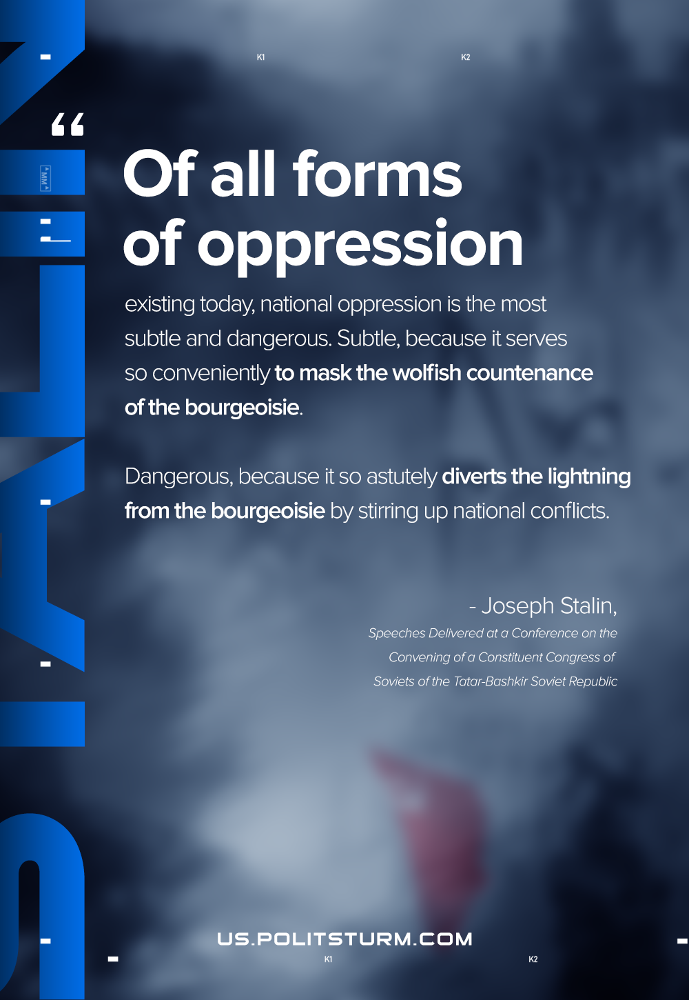 K1 K2
STALIN
“
MM
Of all forms
of oppression
existing today, national oppression is the most
subtle and dangerous. Subtle, because it serves
so conveniently to mask the wolfish countenance
of the bourgeoisie.
Dangerous, because it so astutely diverts the lightning
from the bourgeoisie by stirring up national conflicts.
- Joseph Stalin,
Speeches Delivered at a Conference on the
Convening of a Constituent Congress of
Soviets of the Tatar-Bashkir Soviet Republic
US.POLITSTURM.COM
K1 K2